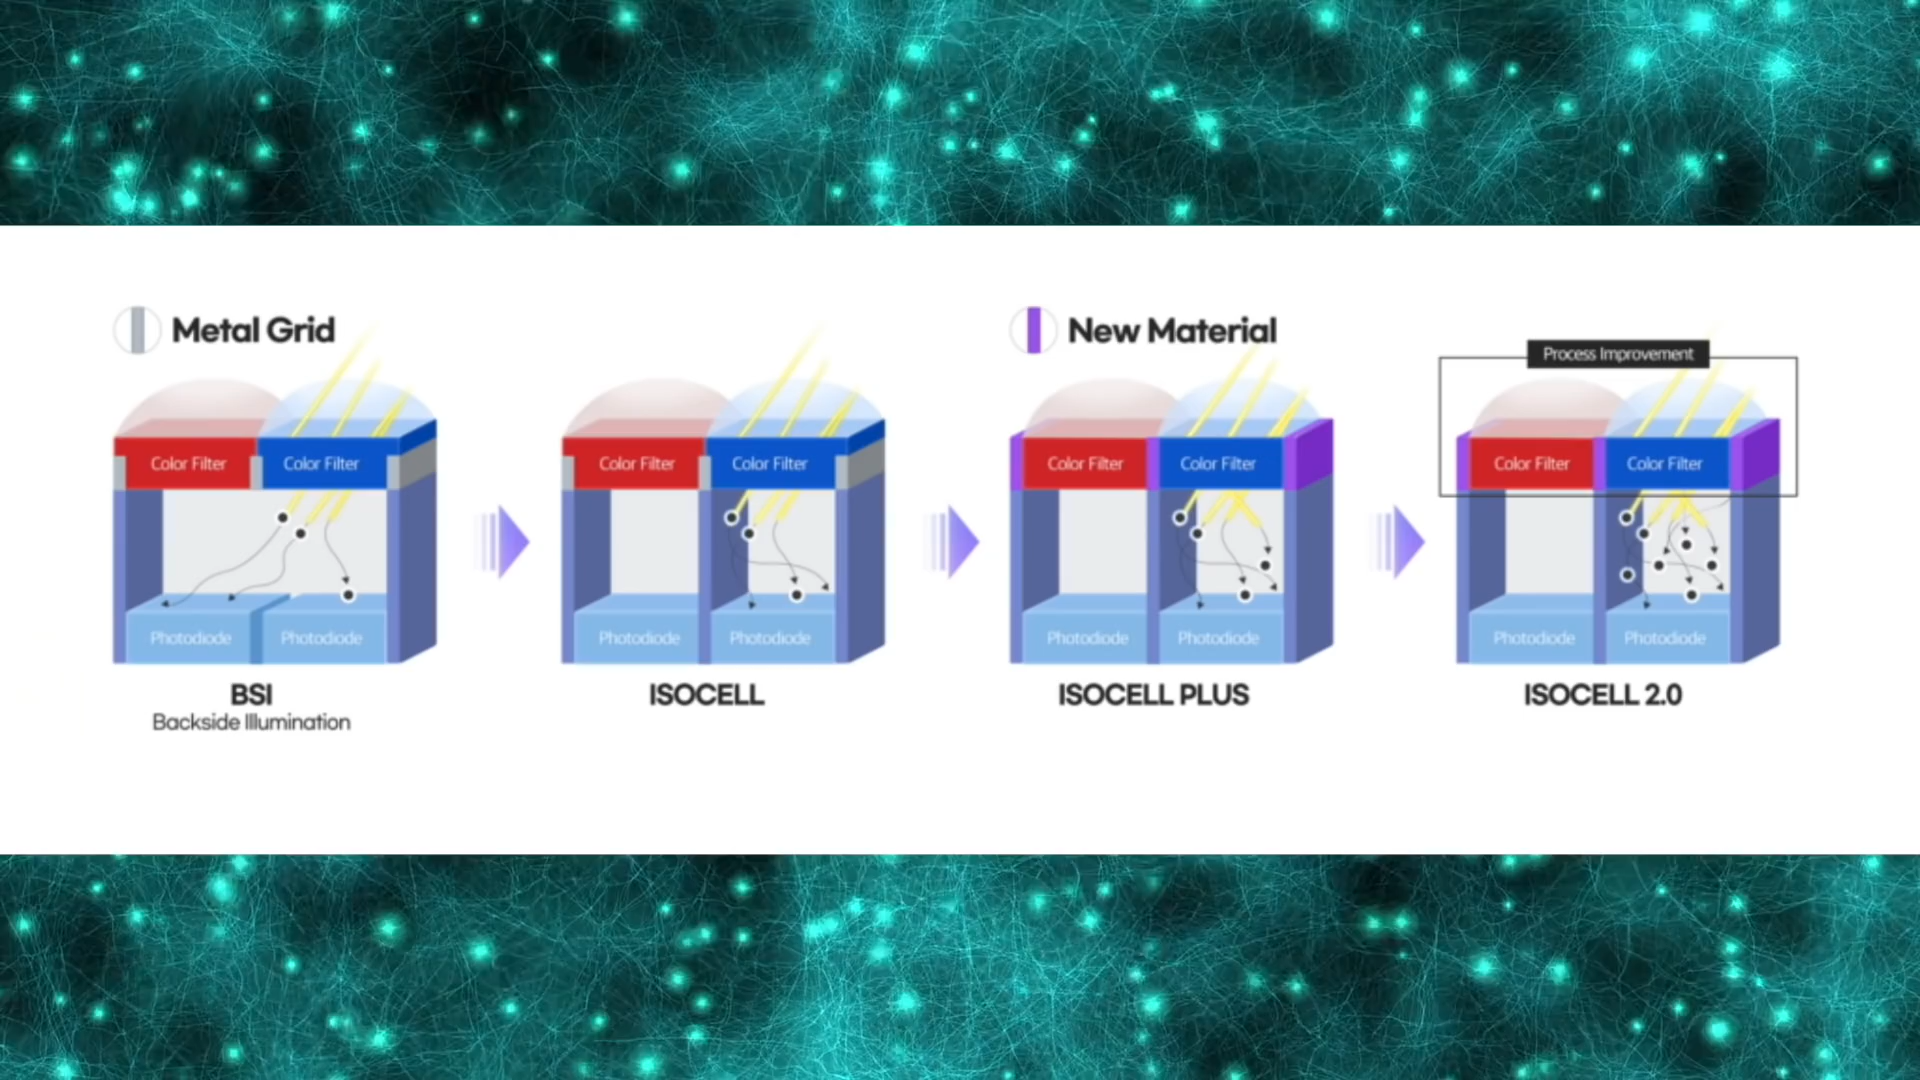 Metal Grid
New Material
Process Improvement
Color Filter
Color Filter
Color Filter
Color Filter
Color Filter
Color Filter
Color Filter
Color Filter
Photodiode
Photodiode
Photodiode
Photodiode
Photodiode
Photodiode
Photodiode
Photodiode
BSI
Backside Illumination
ISOCELL
ISOCELL PLUS
ISOCELL 2.0